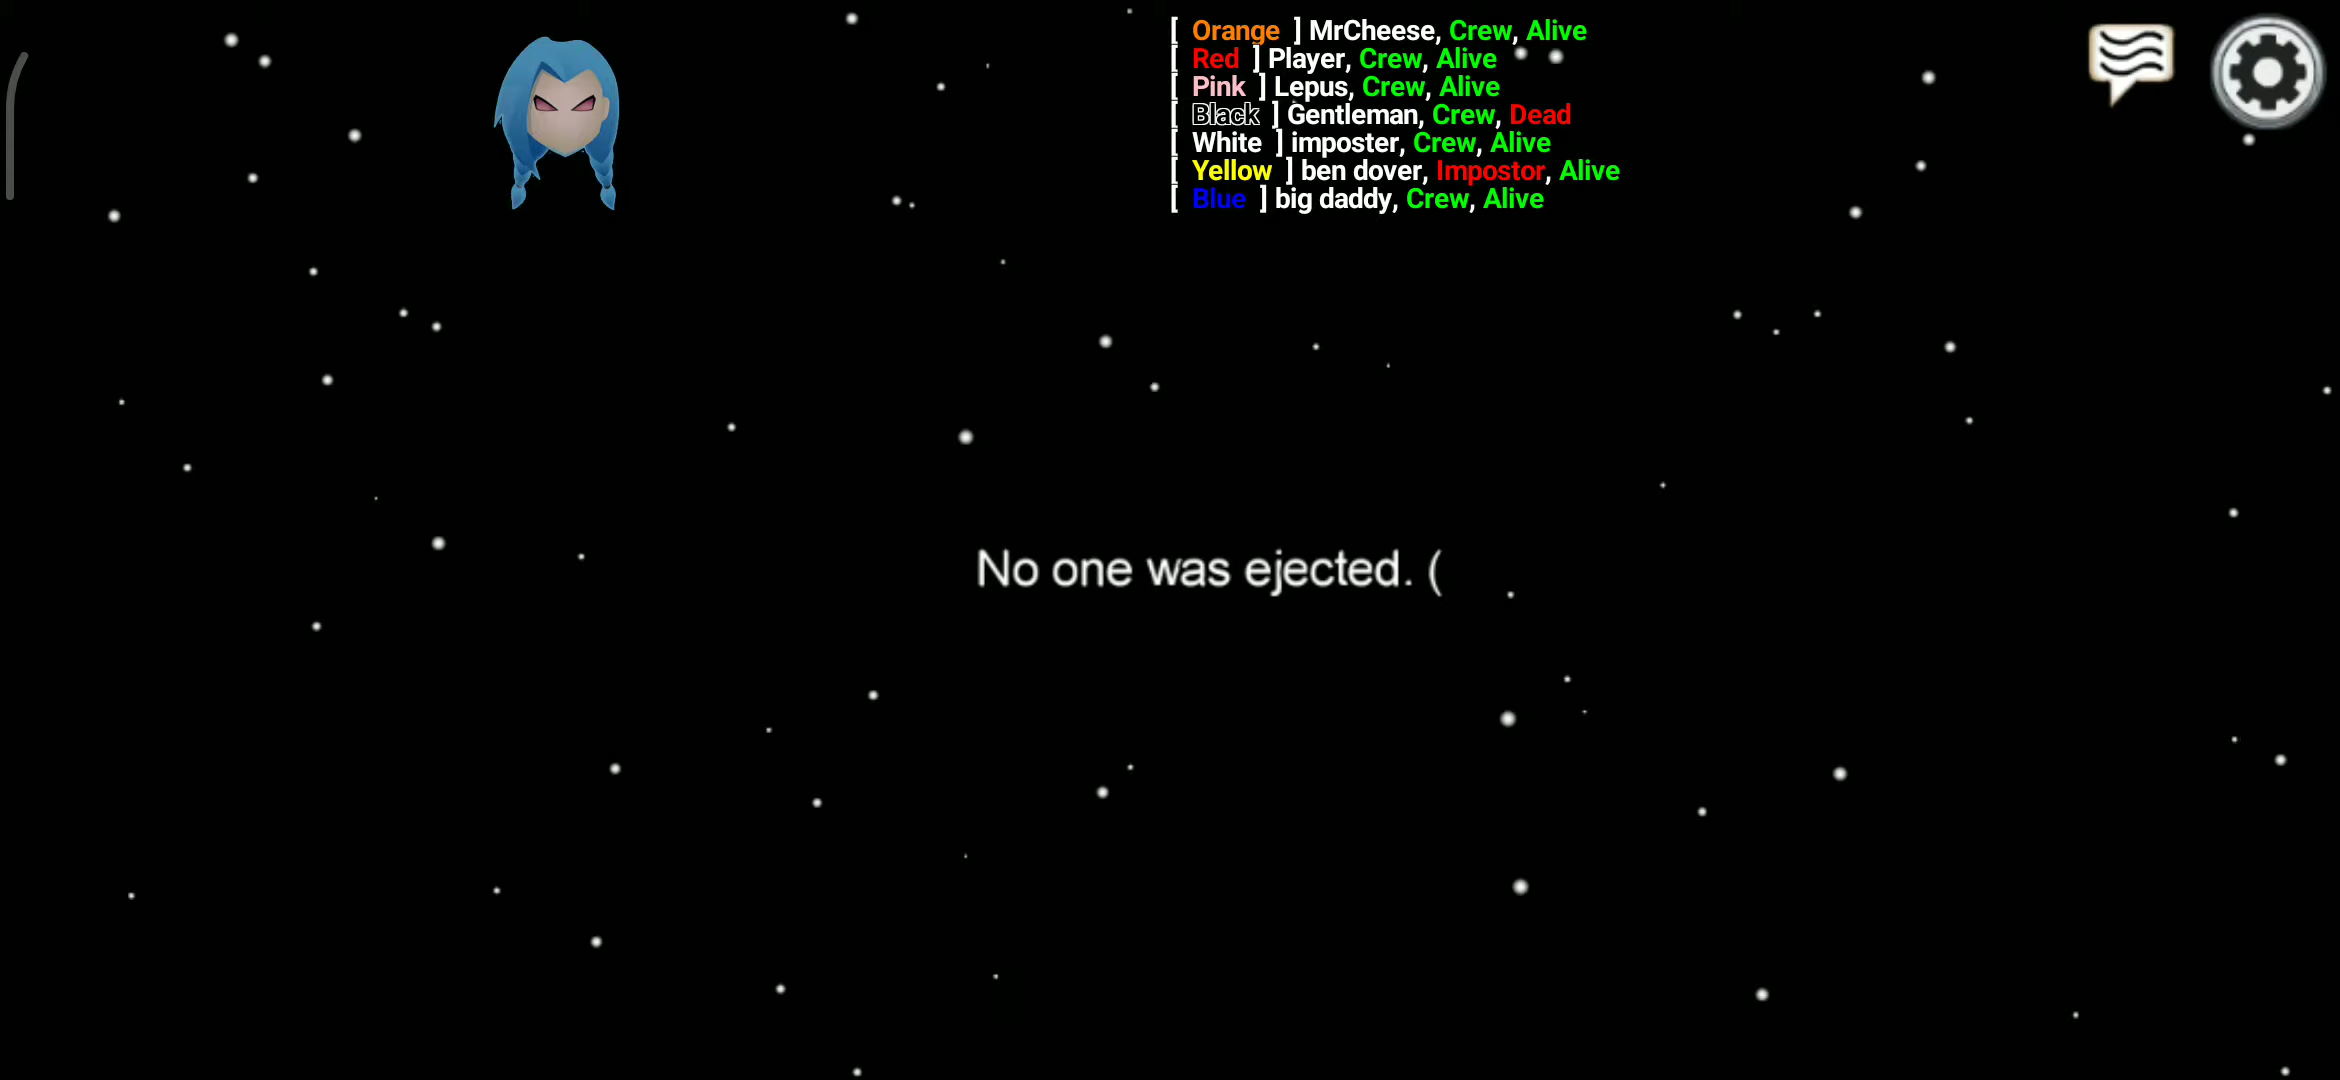 [ Orange ] MrCheese, Crew, Alive
[ Red ] Player, Crew, Alive
[ Pink ] Lepus, Crew, Alive
[ Black ] Gentleman, Crew, Dead
[ White ] imposter, Crew, Alive
[ Yellow ] ben dover, Impostor, Alive
[ Blue ] big daddy, Crew, Alive
No one was ejected. (